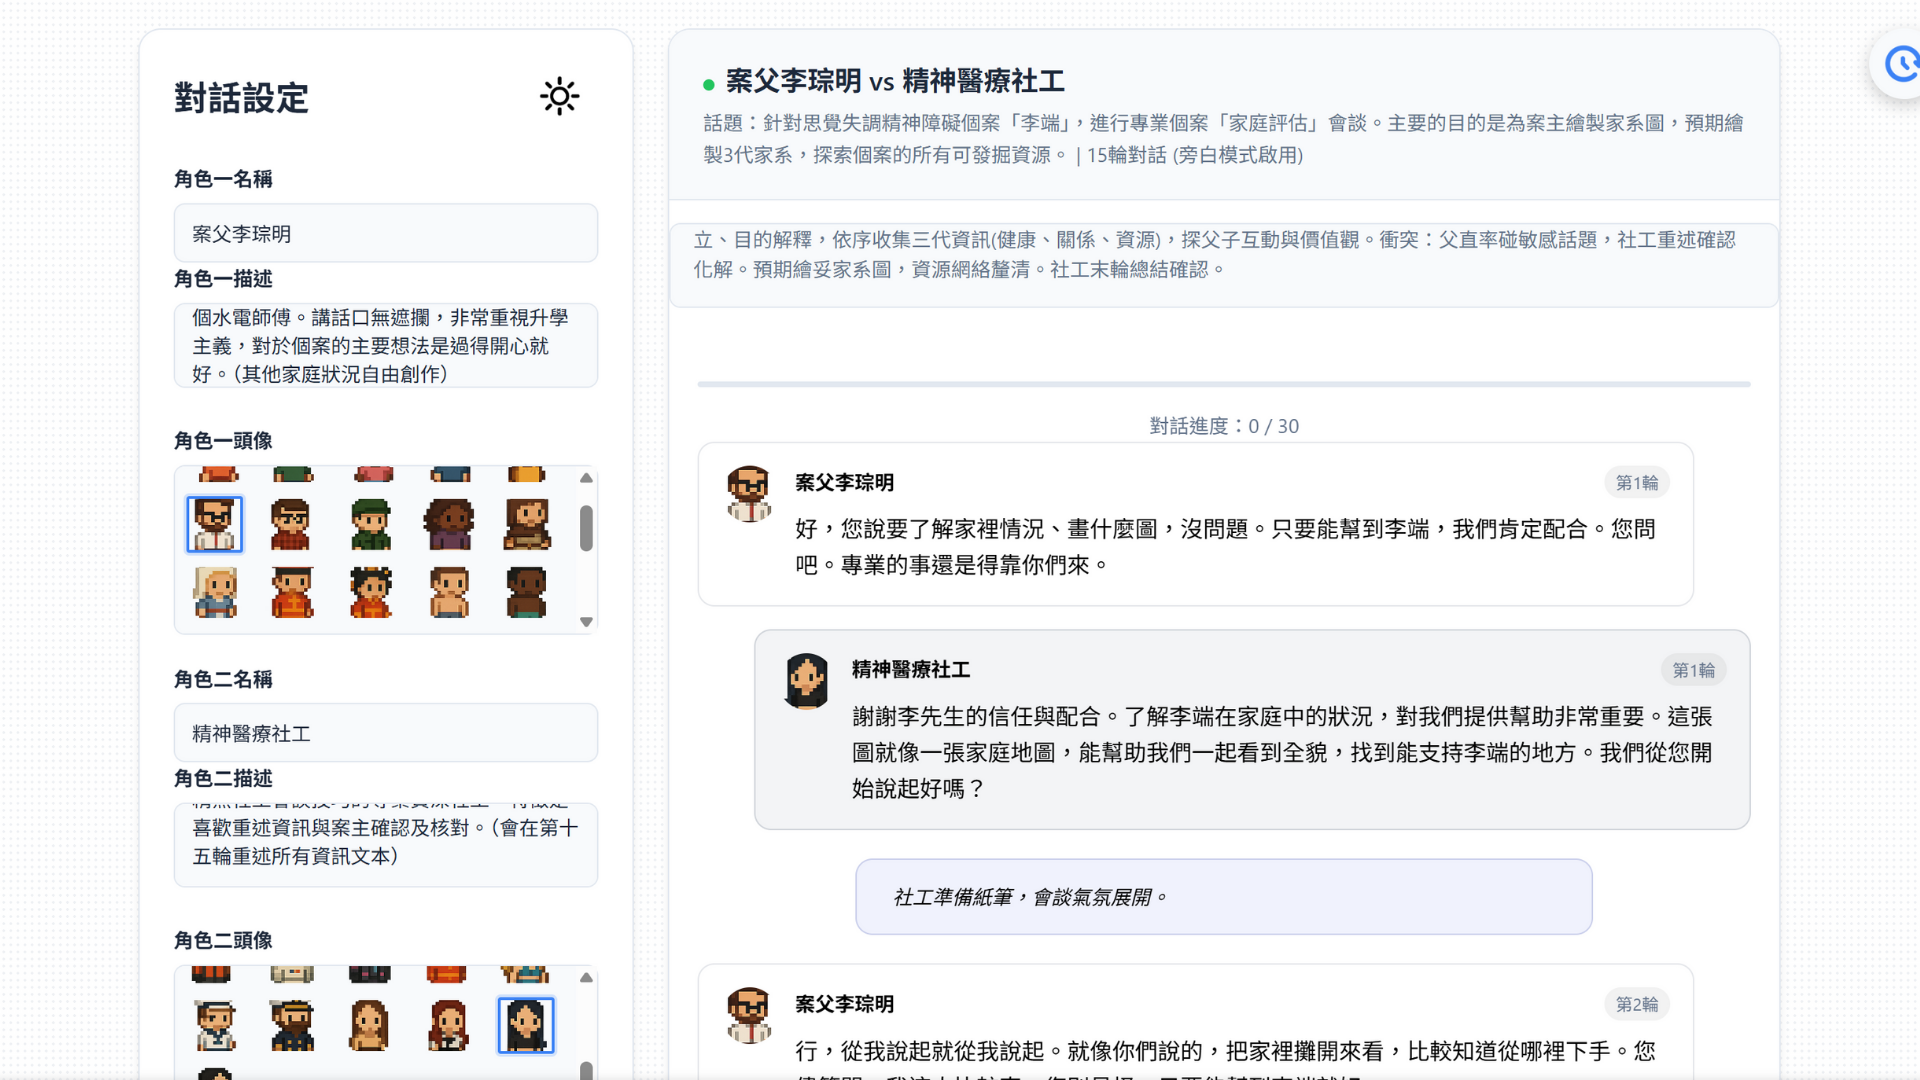 對話設定
角色一名稱
案父李琮明
角色一描述
個水電師傅。講話口無遮攔，非常重視升學
主義，對於個案的主要想法是過得開心就
好。（其他家庭狀況自由創作）
角色一頭像
角色二名稱
精神醫療社工
角色二描述
喜歡重述資訊與案主確認及核對。（會在第十
五輪重述所有資訊文本）
角色二頭像
案父李琮明 vs 精神醫療社工
話題：針對思覺失調精神障礙個案「李端」，進行專業個案「家庭評估」會談。主要的目的是為案主繪製家系圖，預期繪
製3代家系，探索個案的所有可發掘資源。 | 15輪對話 (旁白模式啟用)
立、目的解釋，依序收集三代資訊(健康、關係、資源)，探父子互動與價值觀。衝突：父直率碰敏感話題，社工重述確認
化解。預期繪妥家系圖，資源網絡釐清。社工末輪總結確認。
對話進度：0 / 30
案父李琮明
第1輪
好，您說要了解家裡情況、畫什麼圖，沒問題。只要能幫到李端，我們肯定配合。您問
吧。專業的事還是得靠你們來。
精神醫療社工
第1輪
謝謝李先生的信任與配合。了解李端在家庭中的狀況，對我們提供幫助非常重要。這張
圖就像一張家庭地圖，能幫助我們一起看到全貌，找到能支持李端的地方。我們從您開
始說起好嗎？
社工準備紙筆，會談氣氛展開。
案父李琮明
第2輪
行，從我說起就從我說起。就像你們說的，把家裡攤開來看，比較知道從哪裡下手。您